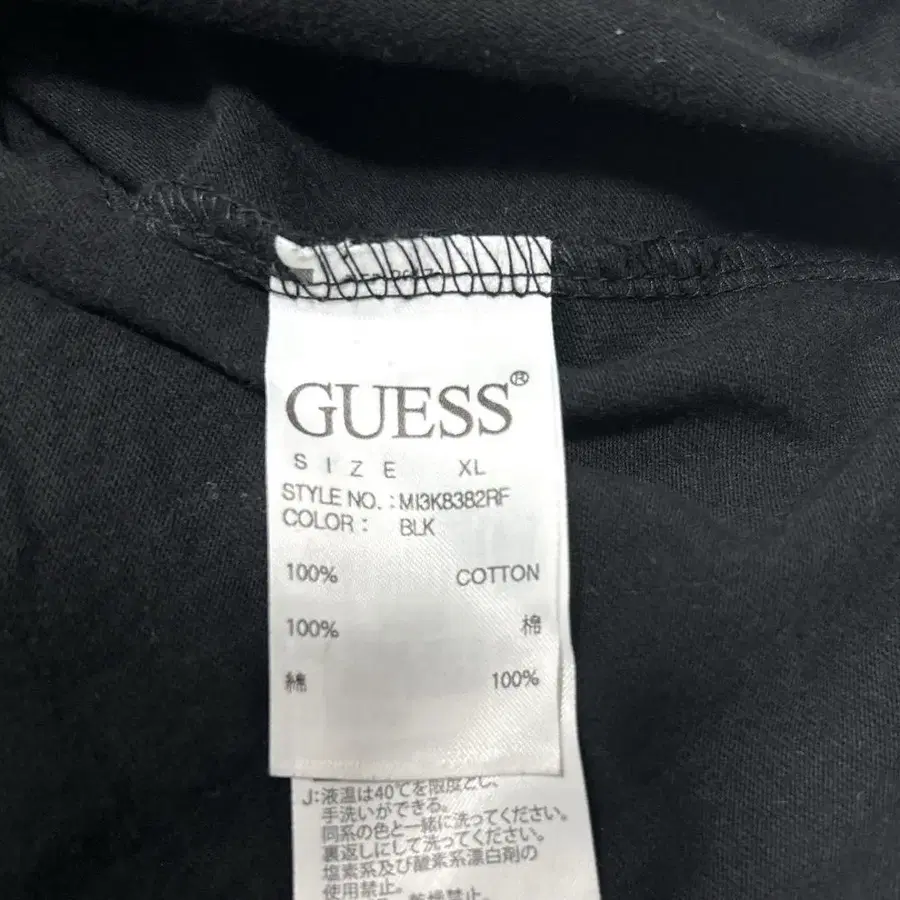 GUESS®
SIZE XL
STYLE NO. : MI3K8382RF
COLOR : BLK
100% COTTON
100% 棉
綿 100%
J:液温は40℃を限度とし、
手洗いができる。
同系の色と一緒に洗ってください。
裏返しにして洗ってください。
塩素系及び酸素系漂白剤の
使用禁止。